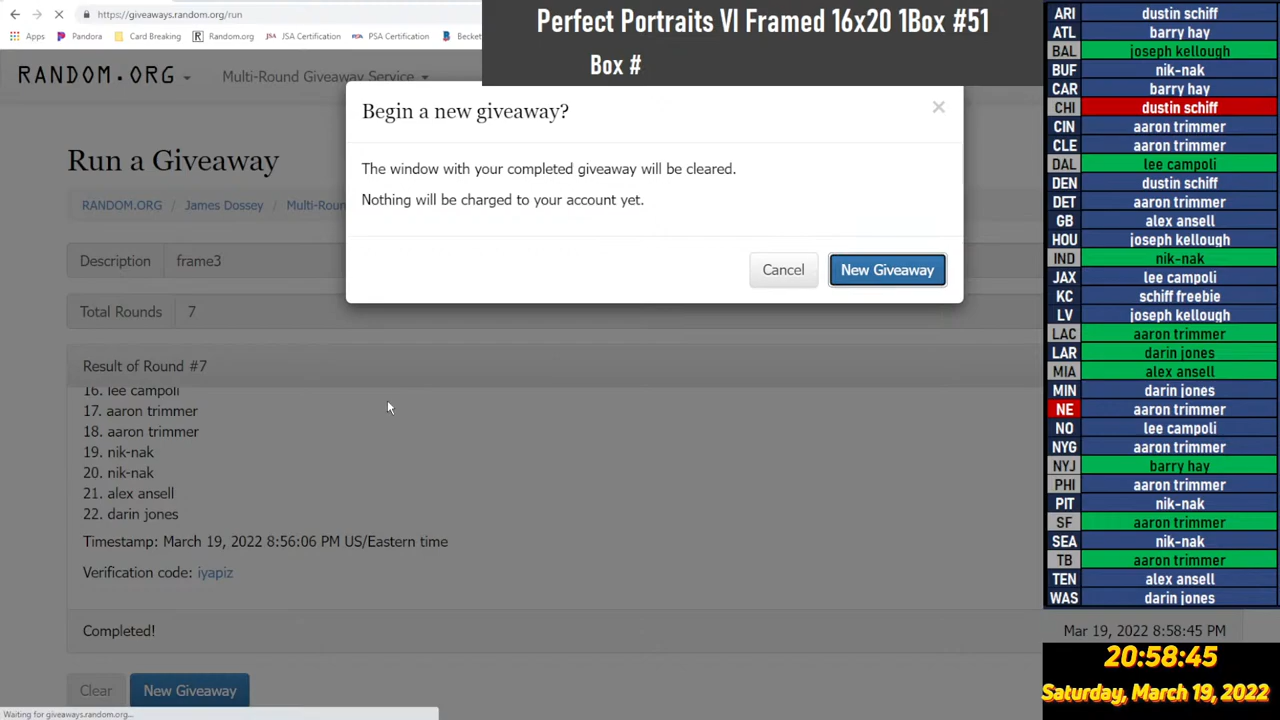 https://giveaways.random.org/run
Apps
Pandora
Card Breaking
Random.org
JSA Certification
PSA Certification
Beckett
Perfect Portraits VI Framed 16x20 1Box #51
Box #
RANDOM.ORG
Multi-Round Giveaway Service
Begin a new giveaway?
×
The window with your completed giveaway will be cleared.
Nothing will be charged to your account yet.
Cancel
New Giveaway
Run a Giveaway
RANDOM.ORG / James Dossey / Multi-Roun
Description frame3
Total Rounds 7
Result of Round #7
16. lee campoli
17. aaron trimmer
18. aaron trimmer
19. nik-nak
20. nik-nak
21. alex ansell
22. darin jones
Timestamp: March 19, 2022 8:56:06 PM US/Eastern time
Verification code: iyapiz
Completed!
Mar 19, 2022 8:58:45 PM
Clear
New Giveaway
Waiting for giveaways.random.org...
ARI dustin schiff
ATL barry hay
BAL joseph kellough
BUF nik-nak
CAR barry hay
CHI dustin schiff
CIN aaron trimmer
CLE aaron trimmer
DAL lee campoli
DEN dustin schiff
DET aaron trimmer
GB alex ansell
HOU joseph kellough
IND nik-nak
JAX lee campoli
KC schiff freebie
LV joseph kellough
LAC aaron trimmer
LAR darin jones
MIA alex ansell
MIN darin jones
NE aaron trimmer
NO lee campoli
NYG aaron trimmer
NYJ barry hay
PHI aaron trimmer
PIT nik-nak
SF aaron trimmer
SEA nik-nak
TB aaron trimmer
TEN alex ansell
WAS darin jones
20:58:45
Saturday, March 19, 2022